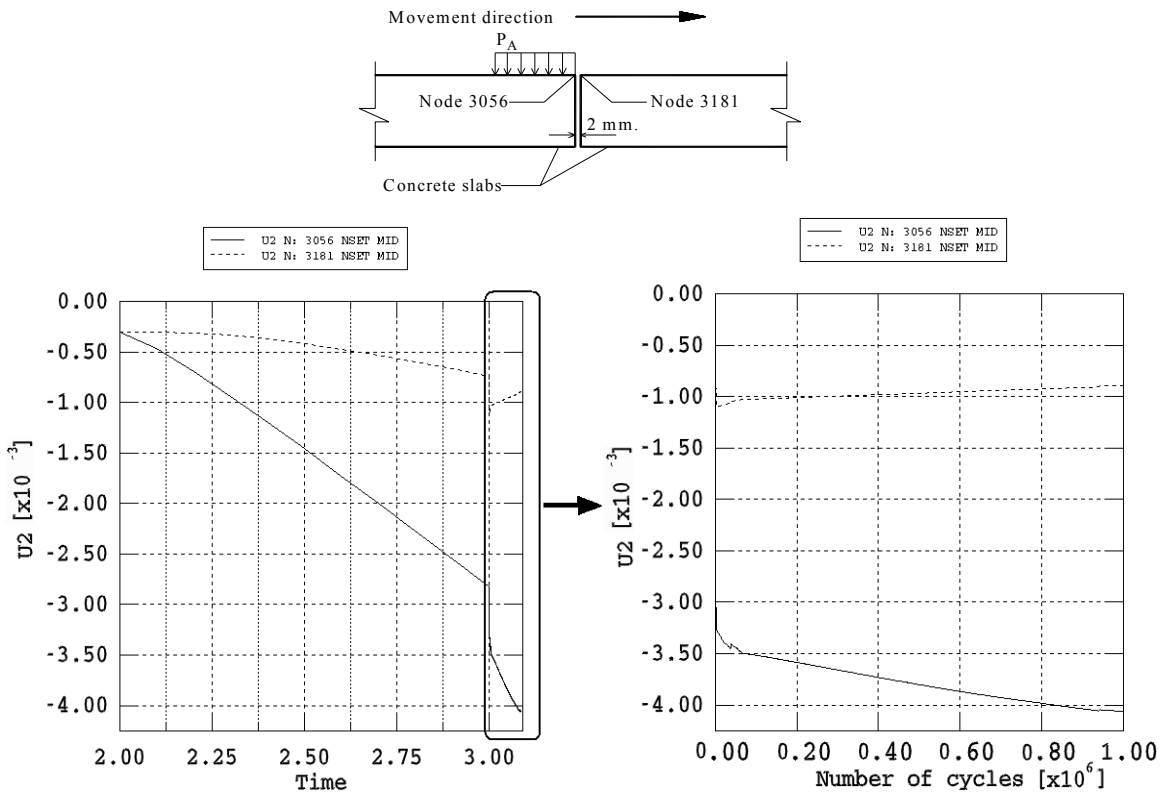 Movement direction
P_A
Node 3056
Node 3181
2 mm.
Concrete slabs
U2 N: 3056 NSET MID
U2 N: 3181 NSET MID
0.00
-0.50
-1.00
-1.50
-2.00
-2.50
-3.00
-3.50
-4.00
U2 [x10 -3]
2.00 2.25 2.50 2.75 3.00
Time
U2 N: 3056 NSET MID
U2 N: 3181 NSET MID
0.00
-0.50
-1.00
-1.50
-2.00
-2.50
-3.00
-3.50
-4.00
U2 [x10 -3]
0.00 0.20 0.40 0.60 0.80 1.00
Number of cycles [x10^6]